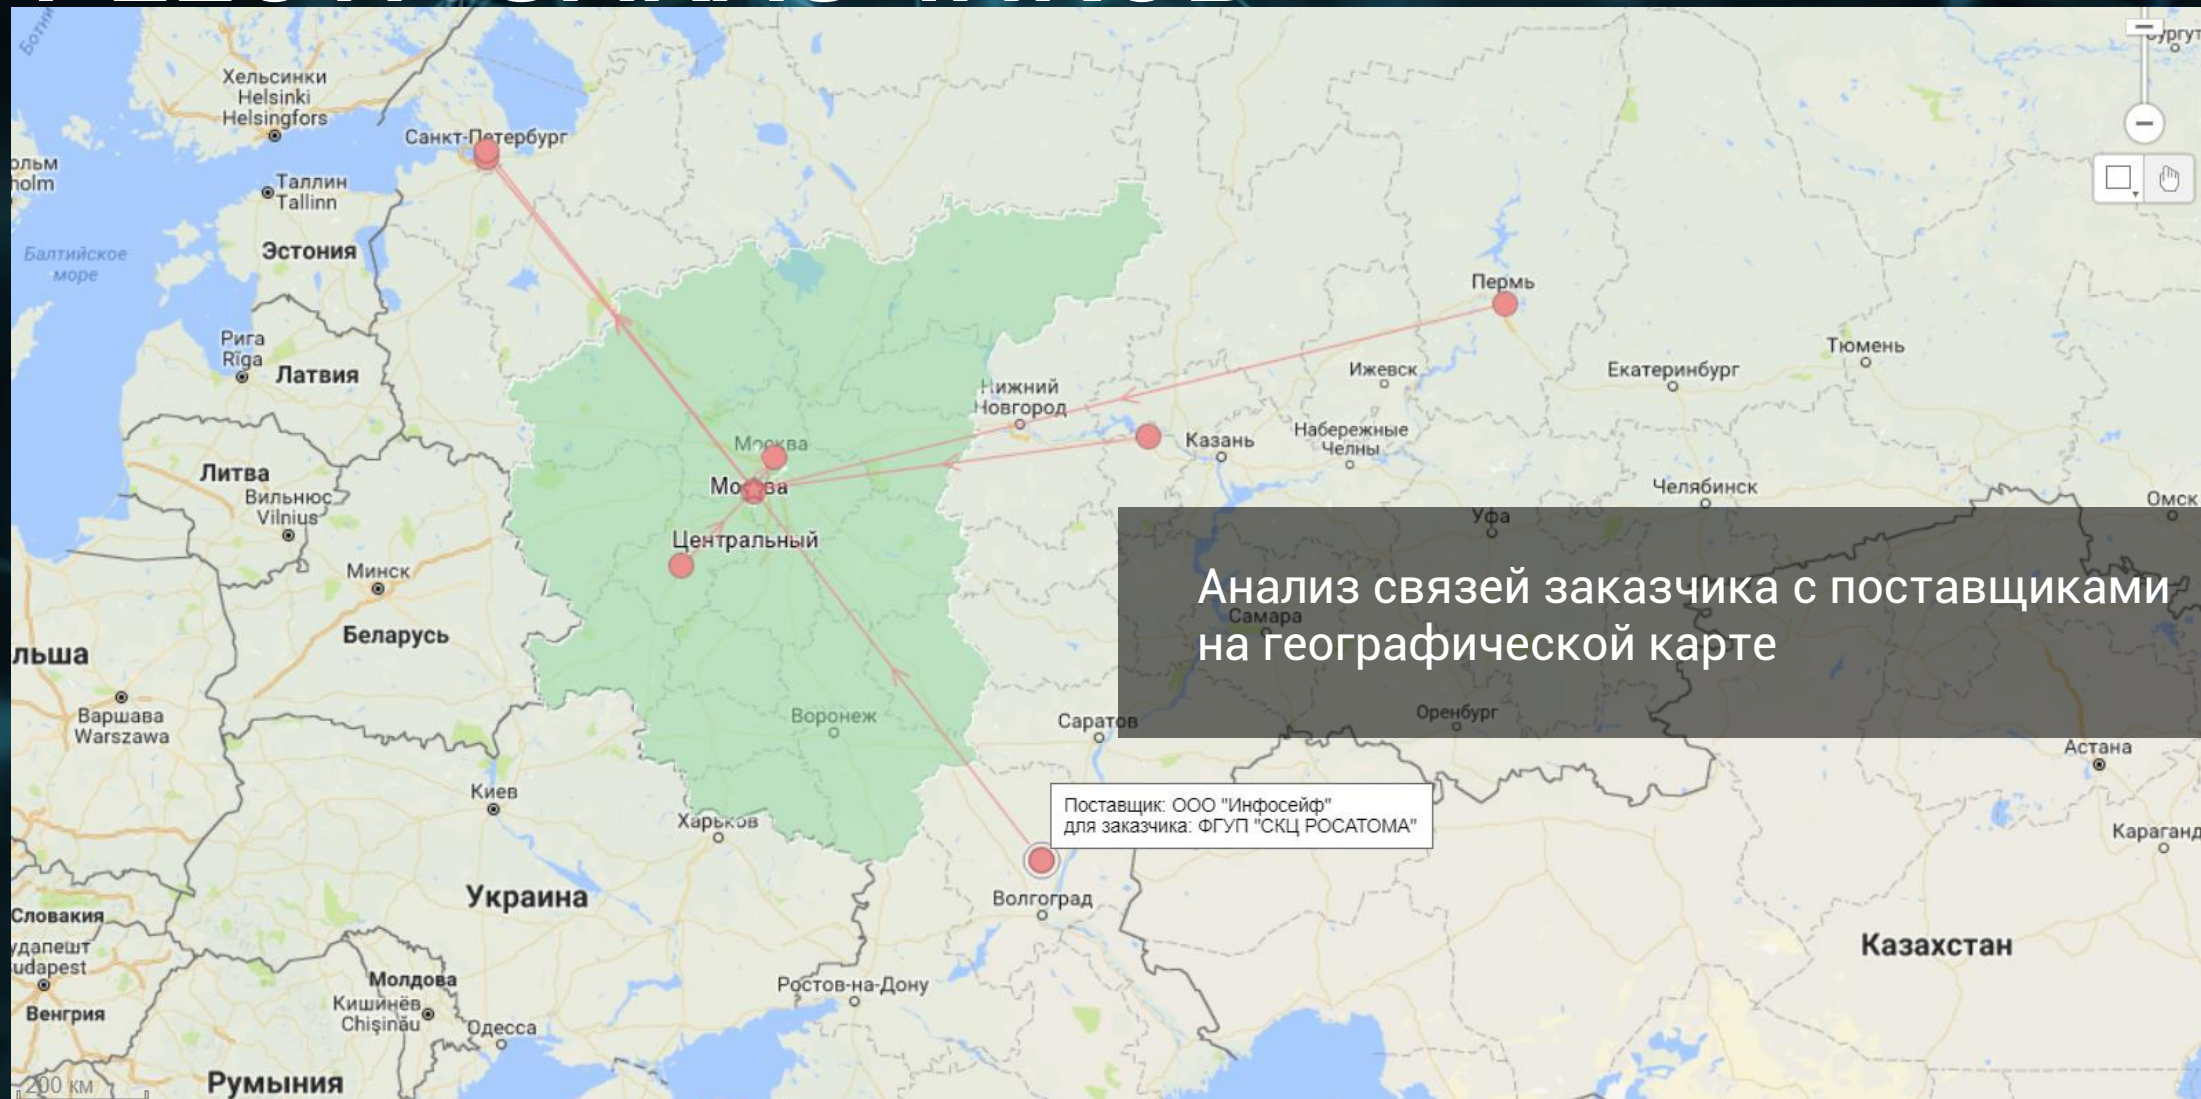 Хельсинки
Helsinki
Helsingfors
Санкт-Петербург
Таллин
Tallinn
Эстония
Балтийское
море
Рига
Rīga
Латвия
Литва
Вильнюс
Vilnius
Минск
Беларусь
Варшава
Warszawa
Киев
Харьков
Украина
Словакия
Венгрия
Молдова
Кишинёв
Chișinău
Одесса
Румыния
200 км
Москва
Москва
Центральный
Воронеж
Ростов-на-Дону
Нижний
Новгород
Казань
Набережные
Челны
Ижевск
Пермь
Екатеринбург
Тюмень
Челябинск
Омск
Уфа
Самара
Оренбург
Саратов
Анализ связей заказчика с поставщиками
на географической карте
Поставщик: ООО "Инфосейф"
для заказчика: ФГУП "СКЦ РОСАТОМА"
Волгоград
Астана
Казахстан